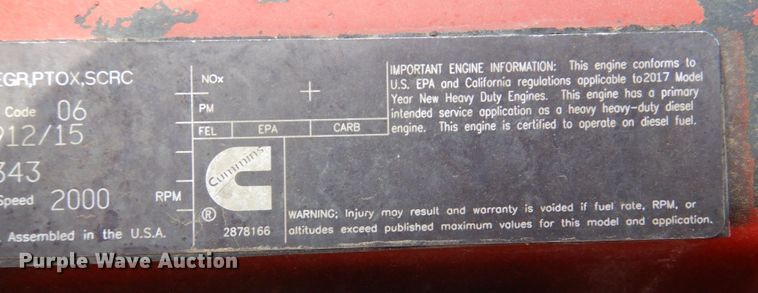 EGR,PTOX,SCRC
Code 06
912/15
343
Speed 2000 RPM
. Assembled in the U.S.A.
NOx
PM
FEL EPA CARB
Cummins
®
2878166
IMPORTANT ENGINE INFORMATION: This engine conforms to
U.S. EPA and California regulations applicable to2017 Model
Year New Heavy Duty Engines. This engine has a primary
intended service application as a heavy heavy-duty diesel
engine. This engine is certified to operate on diesel fuel.
WARNING; Injury may result and warranty is voided if fuel rate, RPM, or
altitudes exceed published maximum values for this model and application.
Purple Wave Auction